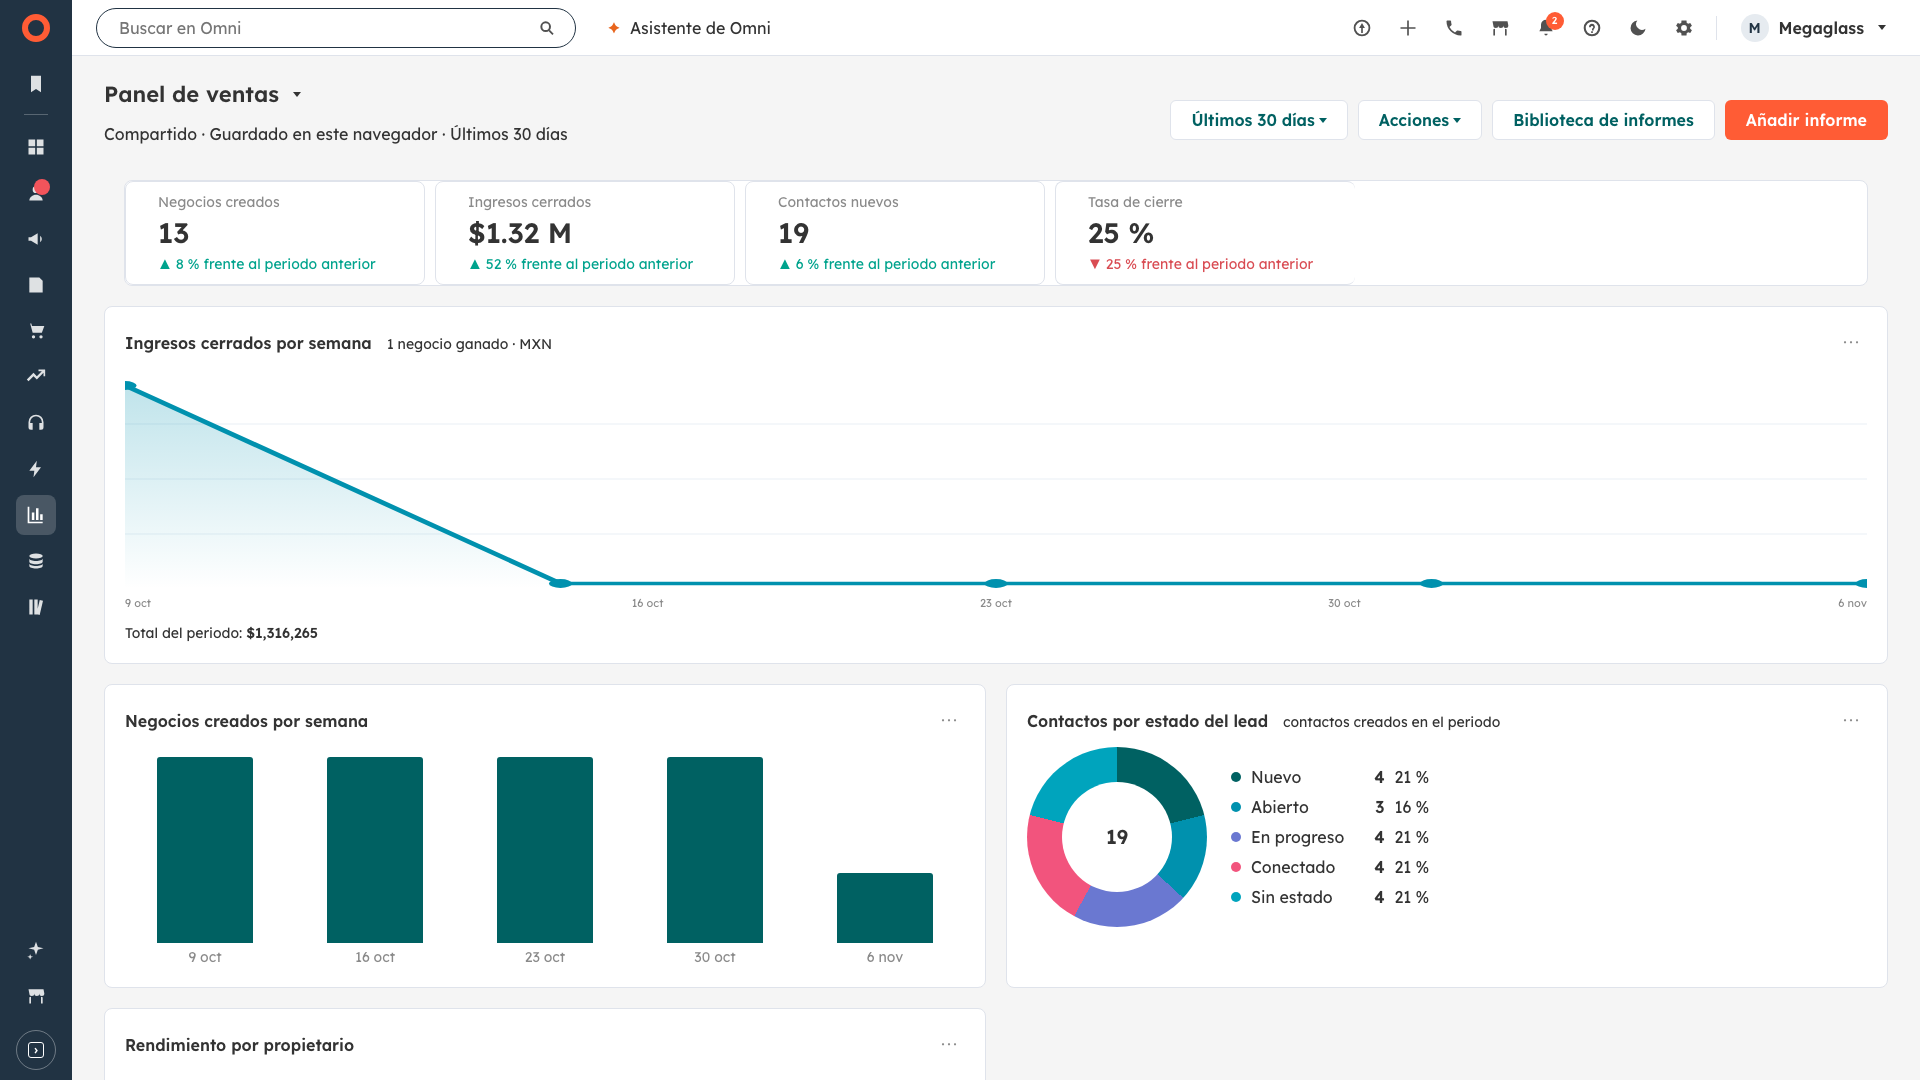 Buscar en Omni
Asistente de Omni
2
M Megaglass
Panel de ventas
Compartido · Guardado en este navegador · Últimos 30 días
Últimos 30 días
Acciones
Biblioteca de informes
Añadir informe
Negocios creados
13
▲ 8 % frente al periodo anterior
Ingresos cerrados
$1.32 M
▲ 52 % frente al periodo anterior
Contactos nuevos
19
▲ 6 % frente al periodo anterior
Tasa de cierre
25 %
▼ 25 % frente al periodo anterior
Ingresos cerrados por semana 1 negocio ganado · MXN
9 oct 16 oct 23 oct 30 oct 6 nov
Total del periodo: $1,316,265
Negocios creados por semana
9 oct 16 oct 23 oct 30 oct 6 nov
Contactos por estado del lead contactos creados en el periodo
19
Nuevo 4 21 %
Abierto 3 16 %
En progreso 4 21 %
Conectado 4 21 %
Sin estado 4 21 %
Rendimiento por propietario